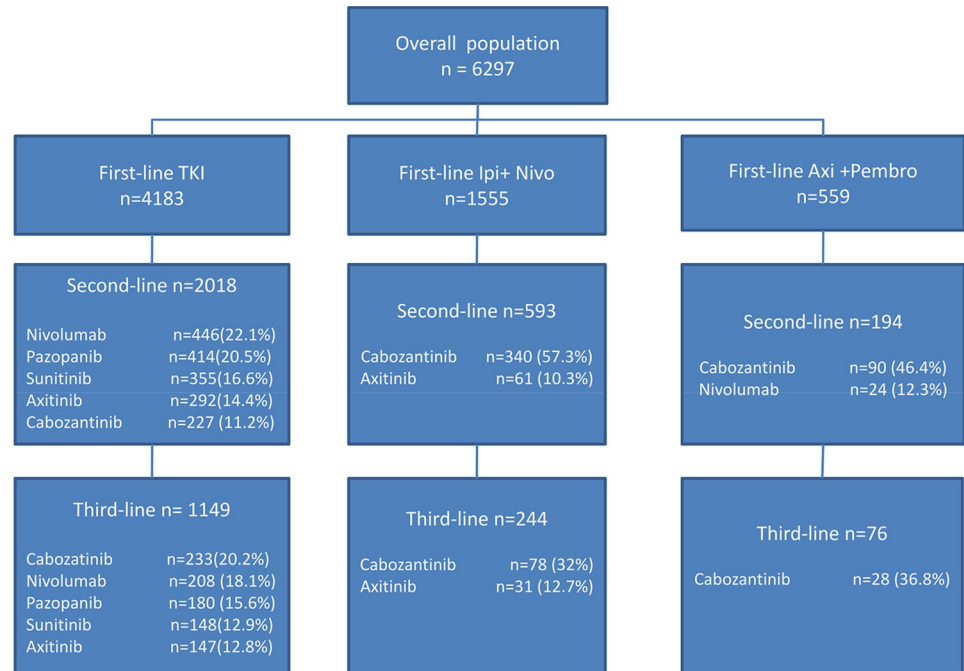 Overall population
n = 6297
First-line TKI
n=4183
First-line Ipi+ Nivo
n=1555
First-line Axi +Pembro
n=559
Second-line n=2018
Nivolumab n=446(22.1%)
Pazopanib n=414(20.5%)
Sunitinib n=355(16.6%)
Axitinib n=292(14.4%)
Cabozantinib n=227 (11.2%)
Second-line n=593
Cabozantinib n=340 (57.3%)
Axitinib n=61 (10.3%)
Second-line n=194
Cabozantinib n=90 (46.4%)
Nivolumab n=24 (12.3%)
Third-line n= 1149
Cabozatinib n=233(20.2%)
Nivolumab n=208 (18.1%)
Pazopanib n=180 (15.6%)
Sunitinib n=148(12.9%)
Axitinib n=147(12.8%)
Third-line n=244
Cabozantinib n=78 (32%)
Axitinib n=31 (12.7%)
Third-line n=76
Cabozantinib n=28 (36.8%)